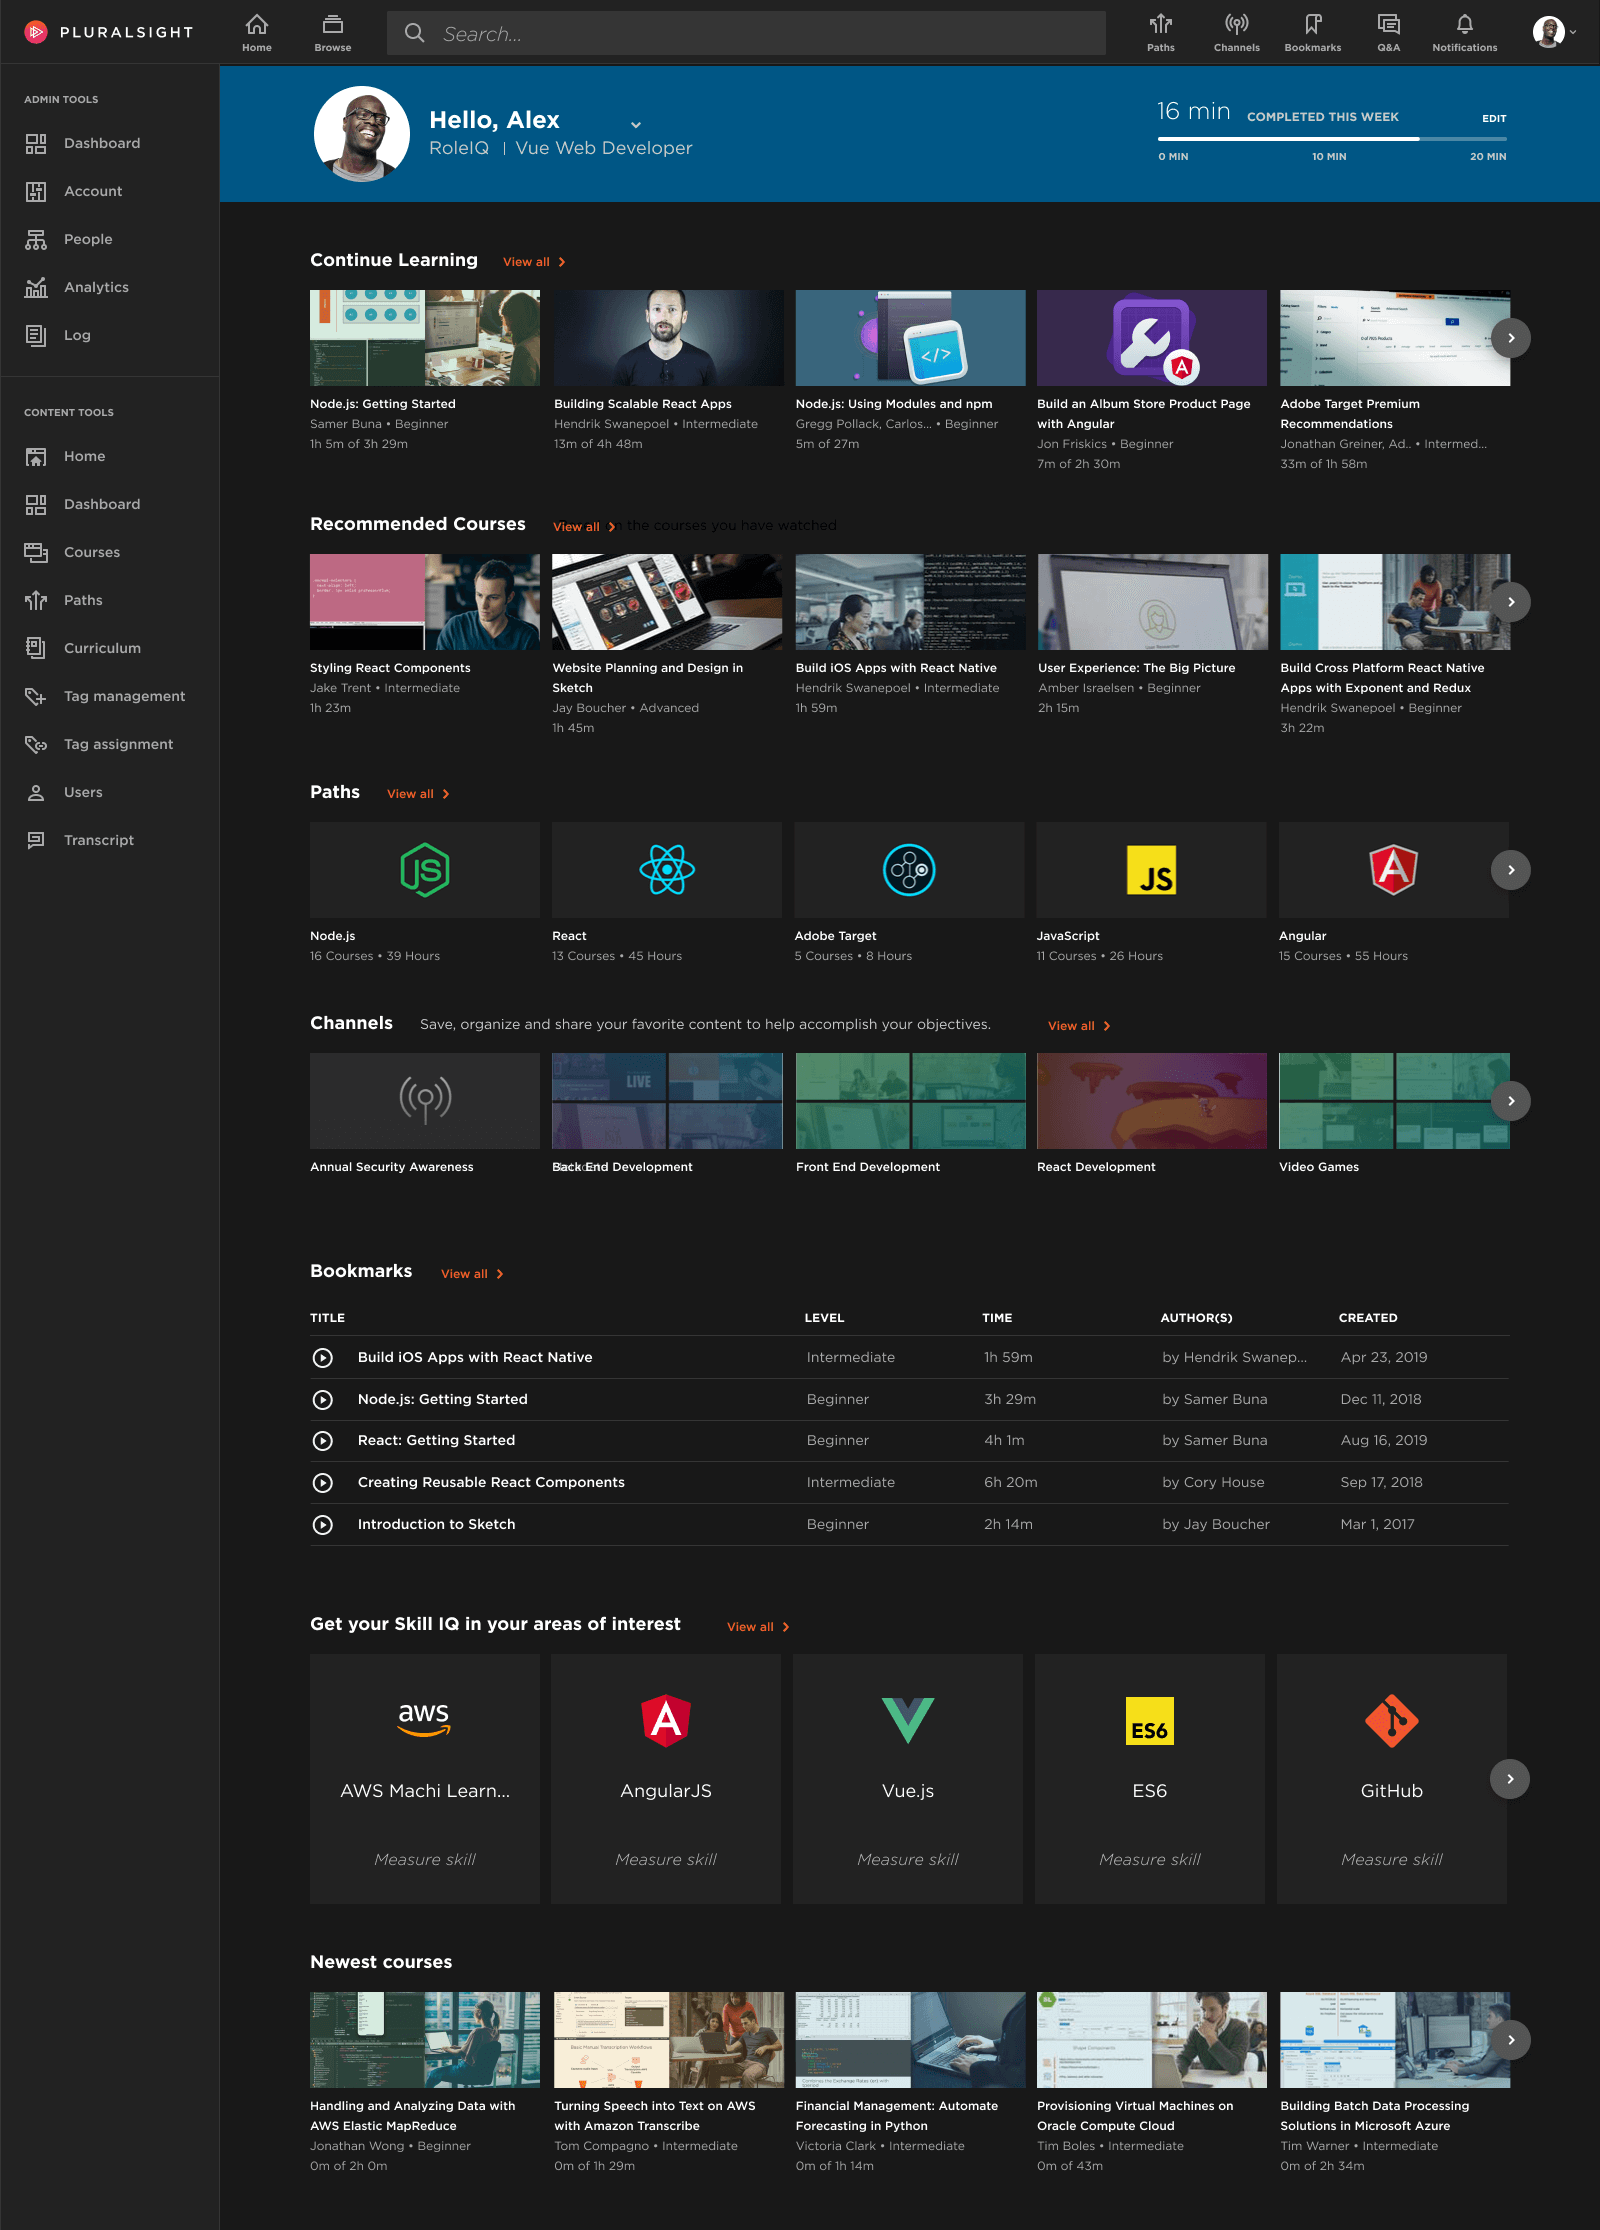 PLURALSIGHT
Home
Browse
Search...
Paths
Channels
Bookmarks
Q&A
Notifications
ADMIN TOOLS
Dashboard
Account
People
Analytics
Log
CONTENT TOOLS
Home
Dashboard
Courses
Paths
Curriculum
Tag management
Tag assignment
Users
Transcript
Hello, Alex
RoleIQ | Vue Web Developer
16 min COMPLETED THIS WEEK EDIT
0 MIN 10 MIN 20 MIN
Continue Learning View all
Node.js: Getting Started
Samer Buna • Beginner
1h 5m of 3h 29m
Building Scalable React Apps
Hendrik Swanepoel • Intermediate
13m of 4h 48m
</>
Node.js: Using Modules and npm
Gregg Pollack, Carlos... • Beginner
5m of 27m
A
Build an Album Store Product Page
with Angular
Jon Friskics • Beginner
7m of 2h 30m
Adobe Target Premium
Recommendations
Jonathan Greiner, Ad.. • Intermed...
33m of 1h 58m
Recommended Courses View all n the courses you have watched
Styling React Components
Jake Trent • Intermediate
1h 23m
Website Planning and Design in
Sketch
Jay Boucher • Advanced
1h 45m
Build iOS Apps with React Native
Hendrik Swanepoel • Intermediate
1h 59m
User Experience: The Big Picture
Amber Israelsen • Beginner
2h 15m
Build Cross Platform React Native
Apps with Exponent and Redux
Hendrik Swanepoel • Beginner
3h 22m
Paths View all
JS
Node.js
16 Courses • 39 Hours
React
13 Courses • 45 Hours
Adobe Target
5 Courses • 8 Hours
JS
JavaScript
11 Courses • 26 Hours
A
Angular
15 Courses • 55 Hours
Channels Save, organize and share your favorite content to help accomplish your objectives. View all
Annual Security Awareness
LIVE
Back End Development
Front End Development
React Development
Video Games
Bookmarks View all
TITLE LEVEL TIME AUTHOR(S) CREATED
Build iOS Apps with React Native Intermediate 1h 59m by Hendrik Swanep... Apr 23, 2019
Node.js: Getting Started Beginner 3h 29m by Samer Buna Dec 11, 2018
React: Getting Started Beginner 4h 1m by Samer Buna Aug 16, 2019
Creating Reusable React Components Intermediate 6h 20m by Cory House Sep 17, 2018
Introduction to Sketch Beginner 2h 14m by Jay Boucher Mar 1, 2017
Get your Skill IQ in your areas of interest View all
aws
AWS Machi Learn...
Measure skill
A
AngularJS
Measure skill
Vue.js
Measure skill
ES6
ES6
Measure skill
GitHub
Measure skill
Newest courses
Handling and Analyzing Data with
AWS Elastic MapReduce
Jonathan Wong • Beginner
0m of 2h 0m
Basic Manual Transcription Workflows
Turning Speech into Text on AWS
with Amazon Transcribe
Tom Compagno • Intermediate
0m of 1h 29m
Financial Management: Automate
Forecasting in Python
Victoria Clark • Intermediate
0m of 1h 14m
Provisioning Virtual Machines on
Oracle Compute Cloud
Tim Boles • Intermediate
0m of 43m
Building Batch Data Processing
Solutions in Microsoft Azure
Tim Warner • Intermediate
0m of 2h 34m